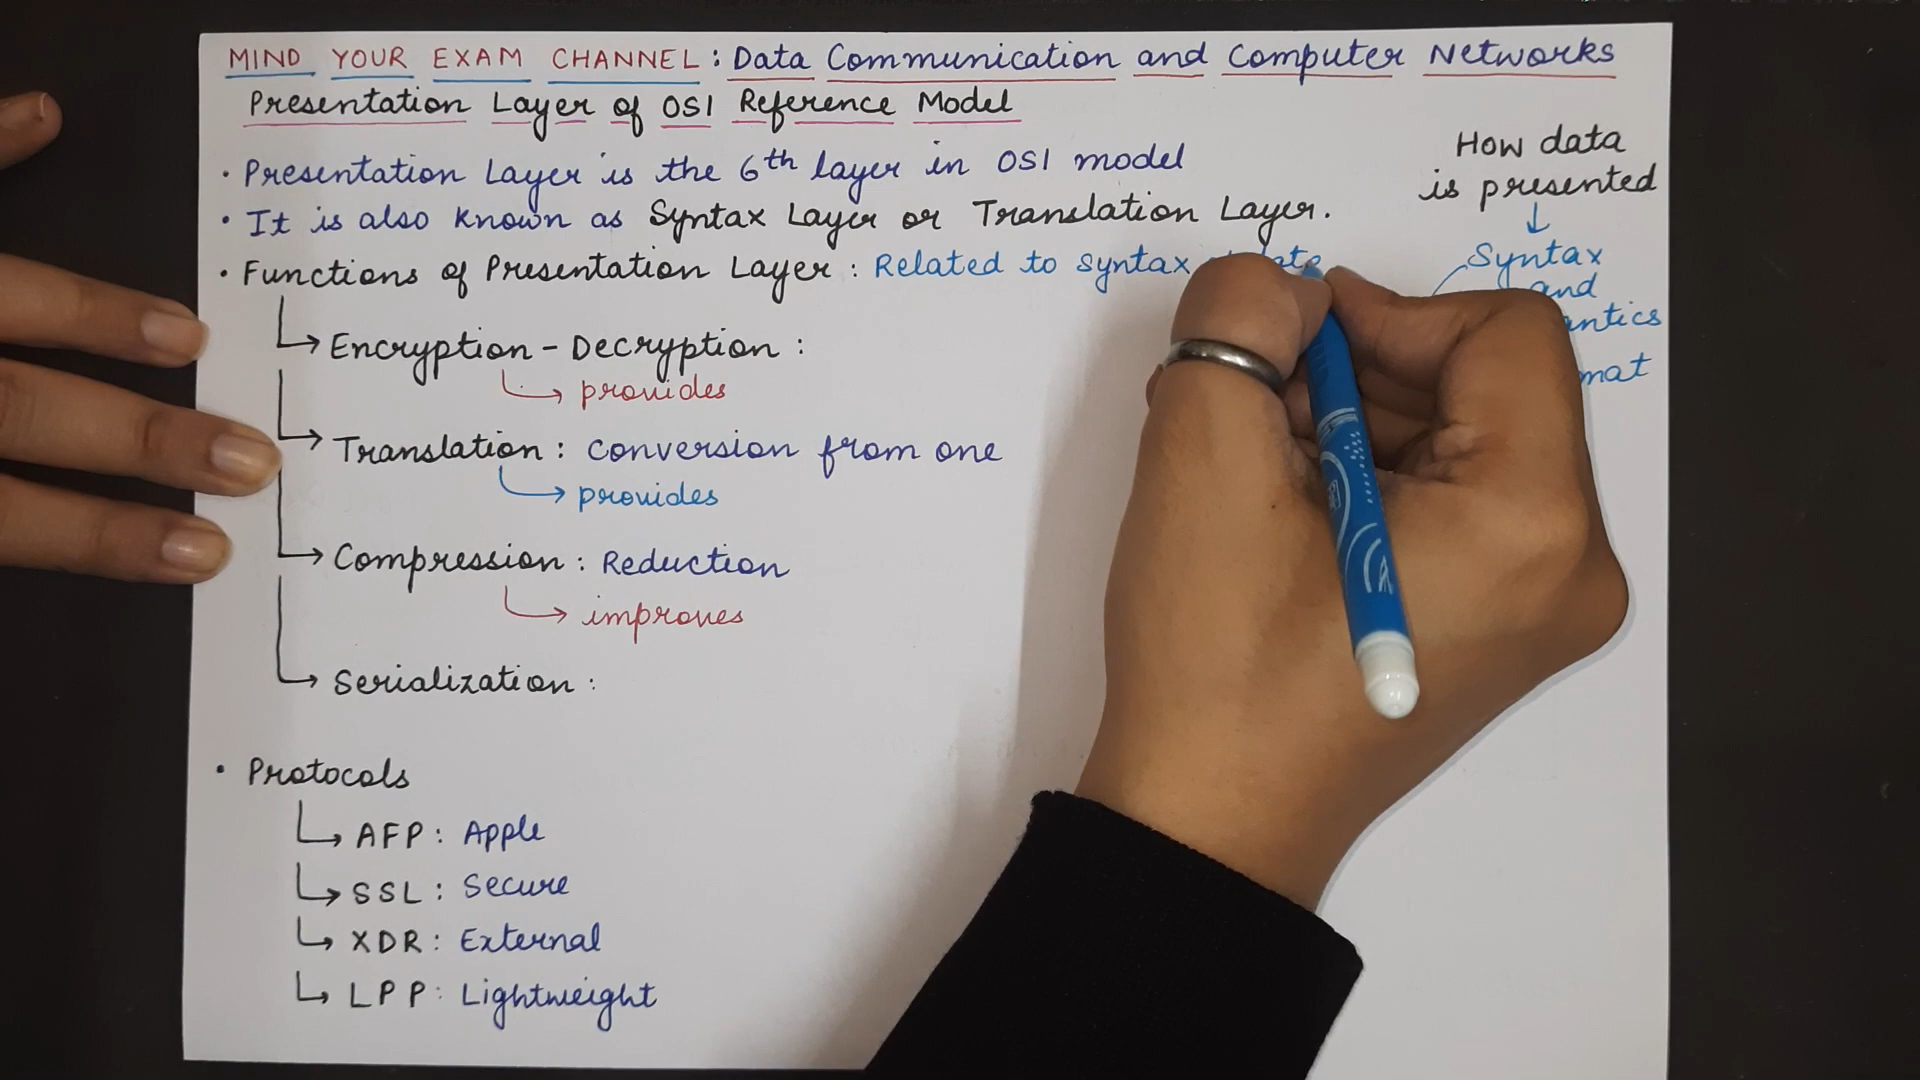 MIND YOUR EXAM CHANNEL: Data Communication and Computer Networks
Presentation Layer of OSI Reference Model
• Presentation Layer is the 6th layer in OSI model
• It is also known as Syntax Layer or Translation Layer.
• Functions of Presentation Layer: Related to syntax
Encryption - Decryption:
provides
Translation: Conversion from one
provides
Compression: Reduction
improves
Serialization:
• Protocols
AFP: Apple
SSL: Secure
XDR: External
LPP: Lightweight
How data
is presented
Syntax
and